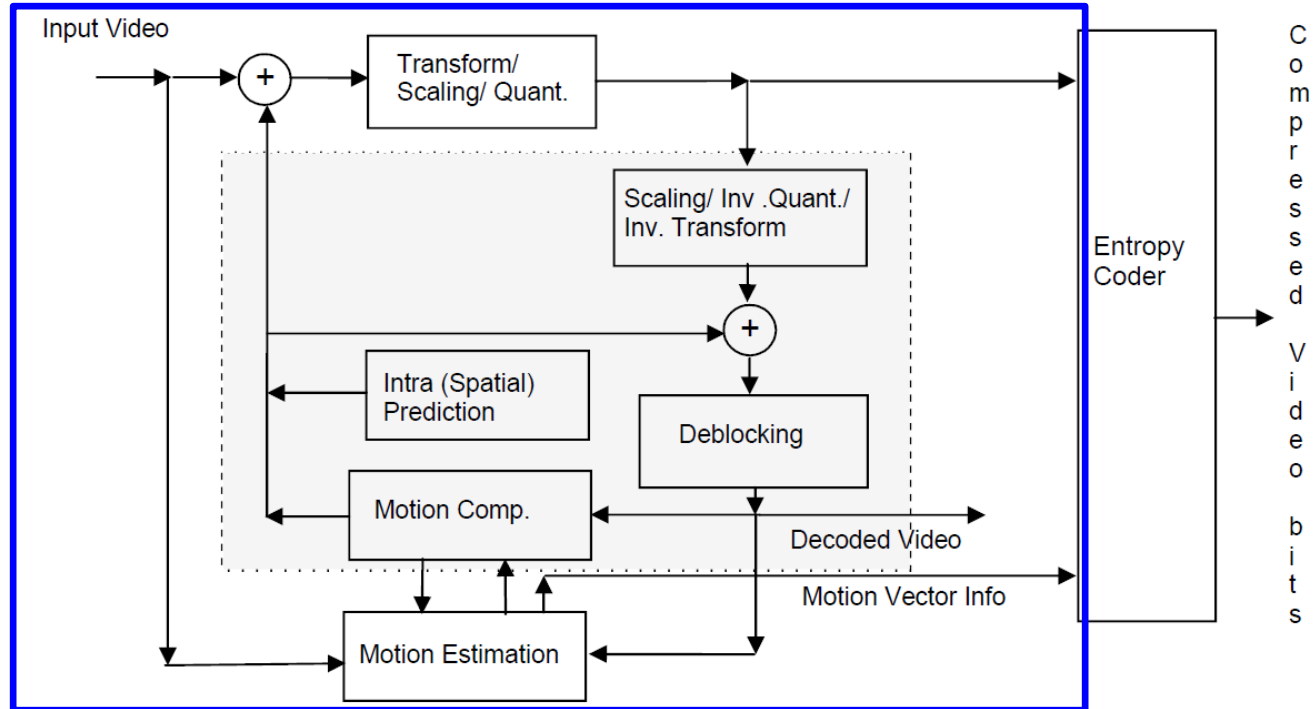 Input Video
+
Transform/
Scaling/ Quant.
Scaling/ Inv .Quant./
Inv. Transform
+
Intra (Spatial)
Prediction
Deblocking
Motion Comp.
Decoded Video
Motion Vector Info
Motion Estimation
Entropy
Coder
Compressed Video bits